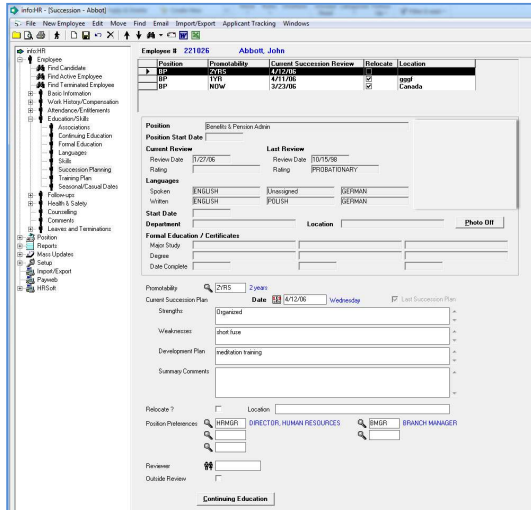 info:HR - [Succession - Abbot]
File New Employee Edit Move Find Email Import/Export Applicant Tracking Windows
info:HR
Employee
Find Candidate
Find Active Employee
Find Terminated Employee
Basic Information
Work History/Compensation
Attendance/Entitlements
Education/Skills
Associations
Continuing Education
Formal Education
Languages
Skills
Succession Planning
Training Plan
Seasonal/Casual Dates
Follow-ups
Health & Safety
Counselling
Comments
Leaves and Terminations
Position
Reports
Mass Updates
Setup
Import/Export
Payweb
HRSoft
Employee # 221026 Abbott, John
Position Promotability Current Succession Review Relocate Location
BP 2YRS 4/12/06
BP 1YR 4/11/06 gggl
BP NOW 3/23/06 Canada
Position Benefits & Pension Admin
Position Start Date
Current Review Last Review
Review Date 1/27/06 Review Date 10/15/98
Rating Rating PROBATIONARY
Languages
Spoken ENGLISH Unassigned GERMAN
Written ENGLISH POLISH GERMAN
Start Date
Department Location Photo Off
Formal Education / Certificates
Major Study
Degree
Date Complete
Promotability 2YRS 2 years
Current Succession Plan Date 4/12/06 Wednesday Last Succession Plan
Strengths Organized
Weaknesses short fuse
Development Plan meditation training
Summary Comments
Relocate ? Location
Position Preferences HRMGR DIRECTOR, HUMAN RESOURCES BMGR BRANCH MANAGER
Reviewer
Outside Review
Continuing Education